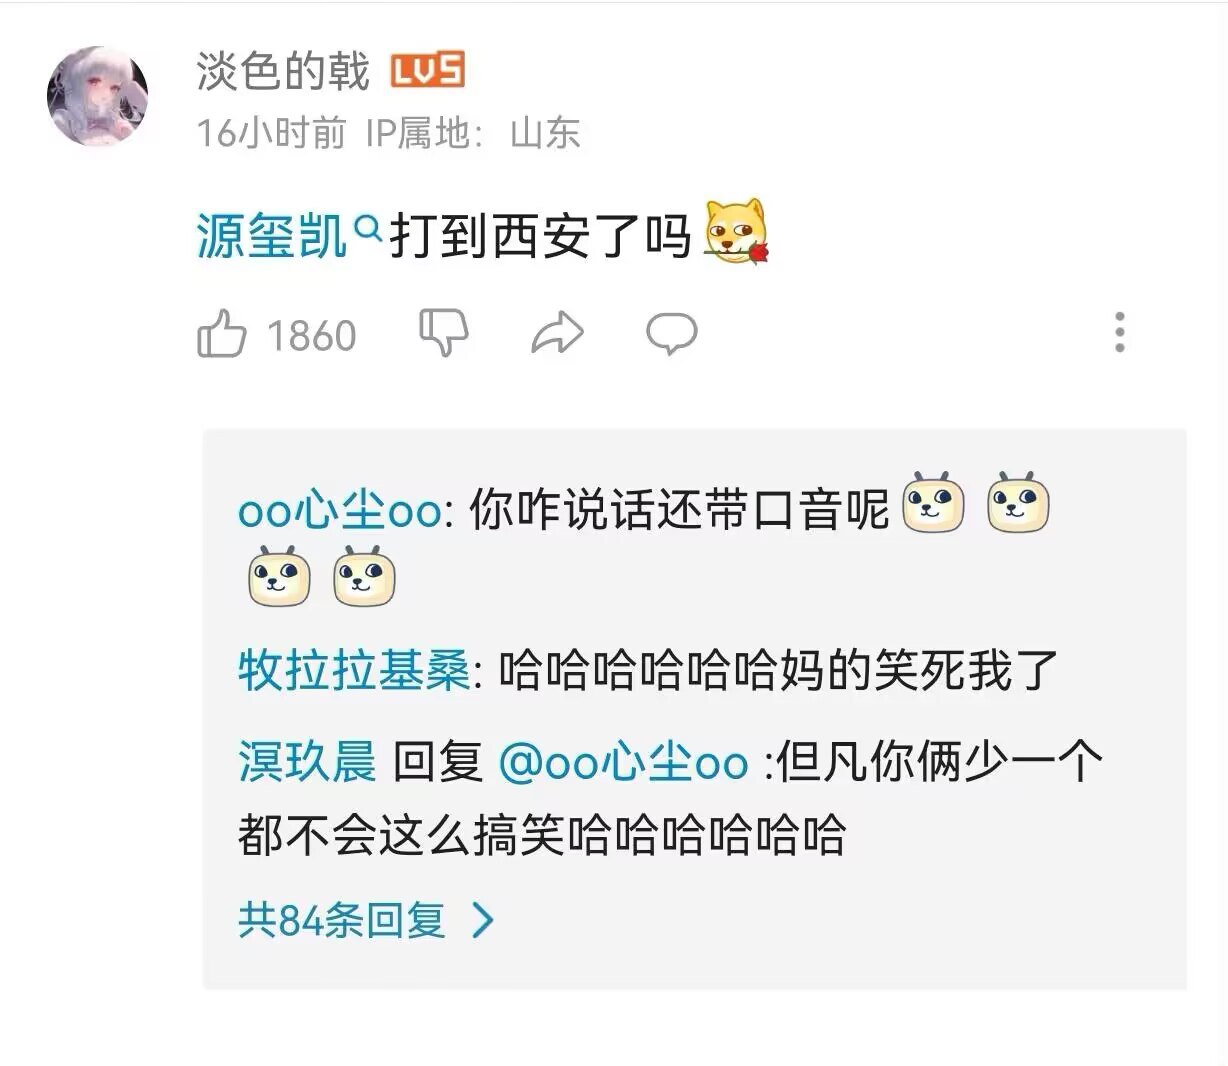 淡色的戟 LV5
16小时前 IP属地：山东
源玺凯打到西安了吗
1860
oo心尘oo: 你咋说话还带口音呢
牧拉拉基桑: 哈哈哈哈哈哈妈的笑死我了
溟玖晨 回复 @oo心尘oo :但凡你俩少一个
都不会这么搞笑哈哈哈哈哈哈
共84条回复